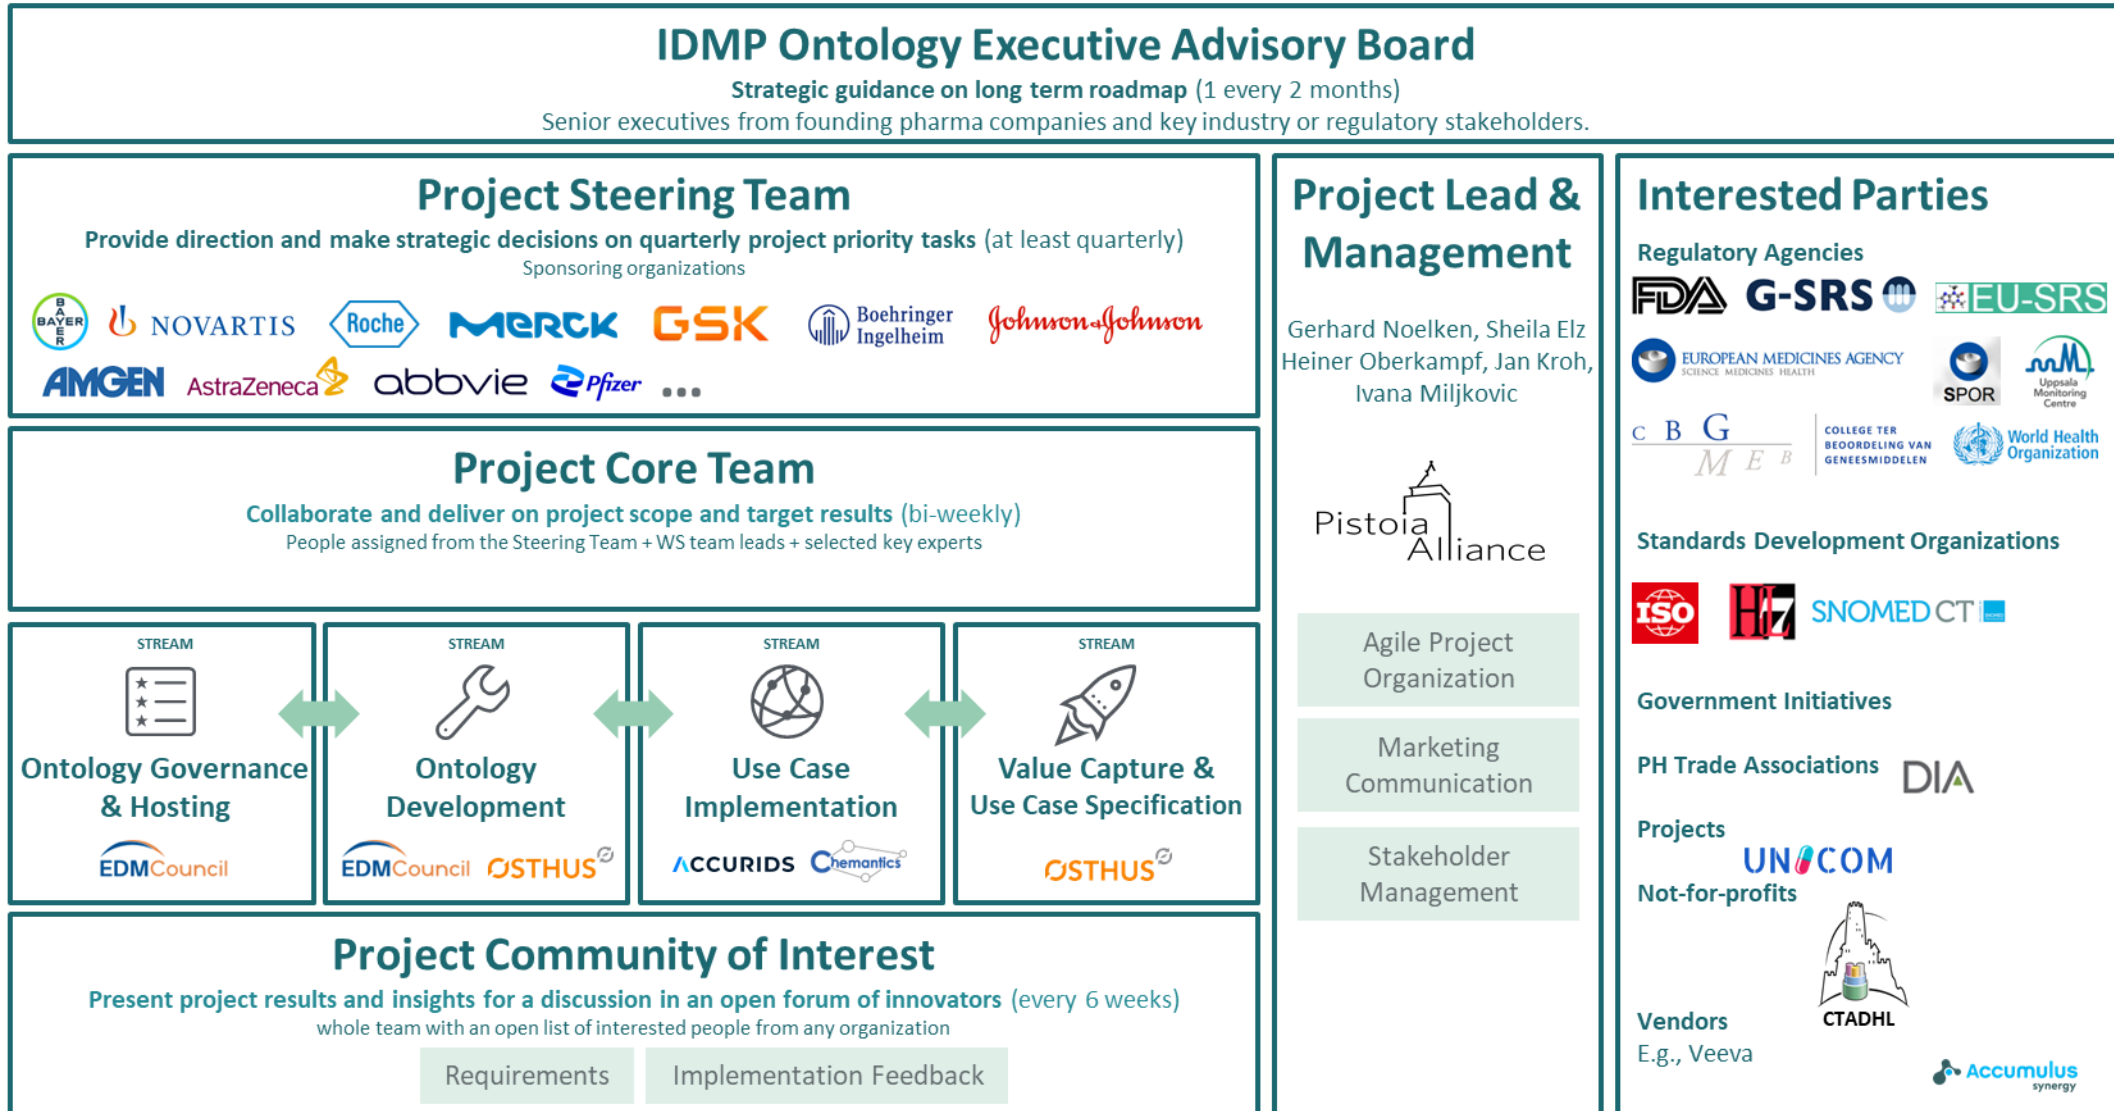 IDMP Ontology Executive Advisory Board
Strategic guidance on long term roadmap (1 every 2 months)
Senior executives from founding pharma companies and key industry or regulatory stakeholders.
Project Steering Team
Provide direction and make strategic decisions on quarterly project priority tasks (at least quarterly)
Sponsoring organizations
BAYER
BAYER
NOVARTIS
Roche
MERCK
GSK
Boehringer
Ingelheim
Johnson & Johnson
AMGEN
AstraZeneca
abbvie
Pfizer
...
Project Core Team
Collaborate and deliver on project scope and target results (bi-weekly)
People assigned from the Steering Team + WS team leads + selected key experts
STREAM
Ontology Governance
& Hosting
EDMCouncil
STREAM
Ontology
Development
EDMCouncil
OSTHUS
STREAM
Use Case
Implementation
ACCURIDS
Chemantics
STREAM
Value Capture &
Use Case Specification
OSTHUS
Project Community of Interest
Present project results and insights for a discussion in an open forum of innovators (every 6 weeks)
whole team with an open list of interested people from any organization
Requirements
Implementation Feedback
Project Lead &
Management
Gerhard Noelken, Sheila Elz
Heiner Oberkampf, Jan Kroh,
Ivana Miljkovic
Pistoia
Alliance
Agile Project
Organization
Marketing
Communication
Stakeholder
Management
Interested Parties
Regulatory Agencies
FDA
G-SRS
EU-SRS
EUROPEAN MEDICINES AGENCY
SCIENCE MEDICINES HEALTH
SPOR
Uppsala
Monitoring
Centre
C B G
M E B
COLLEGE TER
BEOORDELING VAN
GENEESMIDDELEN
World Health
Organization
Standards Development Organizations
ISO
HL7
SNOMED CT
Government Initiatives
PH Trade Associations
DIA
Projects
UNICOM
Not-for-profits
CTADHL
Vendors
E.g., Veeva
Accumulus
synergy